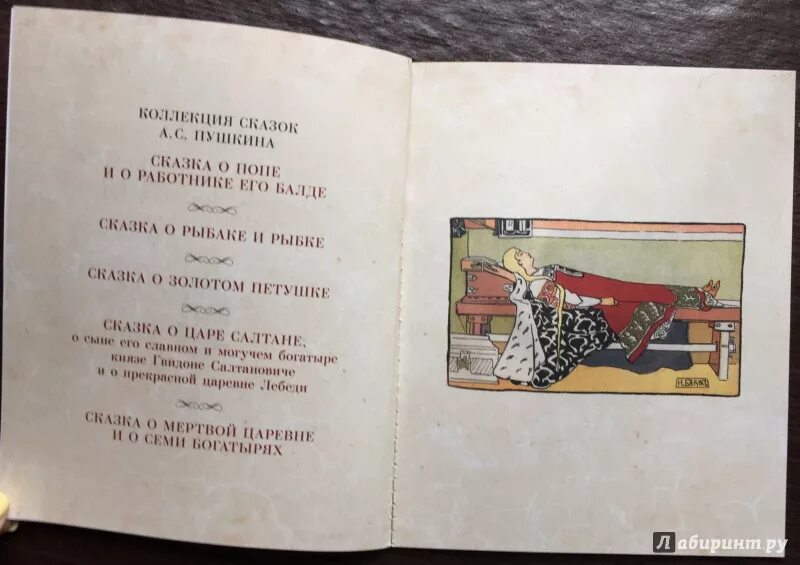 КОЛЛЕКЦИЯ СКАЗОК
А.С. ПУШКИНА
СКАЗКА О ПОПЕ
И О РАБОТНИКЕ ЕГО БАЛДЕ
СКАЗКА О РЫБАКЕ И РЫБКЕ
СКАЗКА О ЗОЛОТОМ ПЕТУШКЕ
СКАЗКА О ЦАРЕ САЛТАНЕ,
о сыне его славном и могучем богатыре
князе Гвидоне Салтановиче
и о прекрасной царевне Лебеди
СКАЗКА О МЕРТВОЙ ЦАРЕВНЕ
И О СЕМИ БОГАТЫРЯХ
Лабиринт.ру